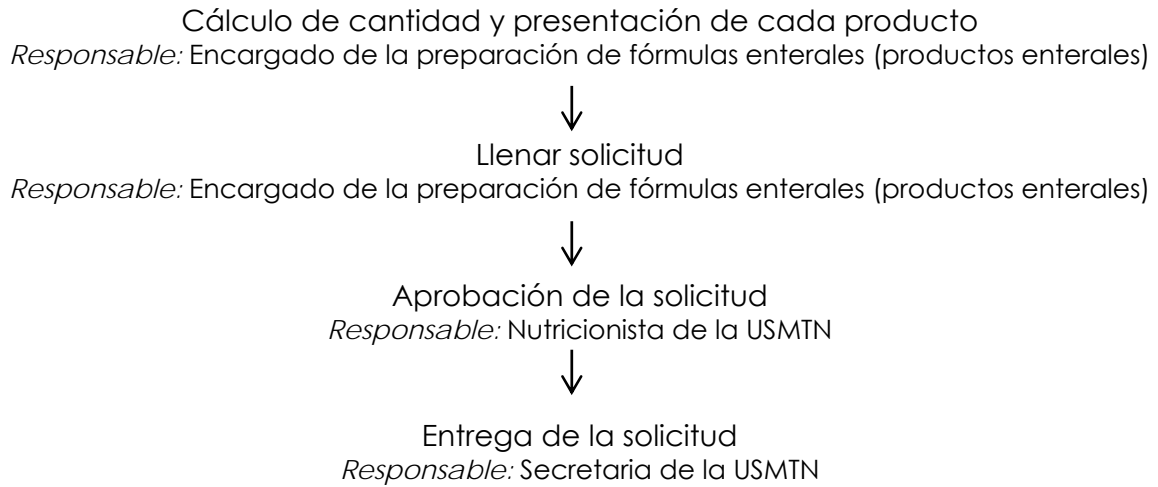 Cálculo de cantidad y presentación de cada producto
Responsable: Encargado de la preparación de fórmulas enterales (productos enterales)
Llenar solicitud
Responsable: Encargado de la preparación de fórmulas enterales (productos enterales)
Aprobación de la solicitud
Responsable: Nutricionista de la USMTN
Entrega de la solicitud
Responsable: Secretaria de la USMTN